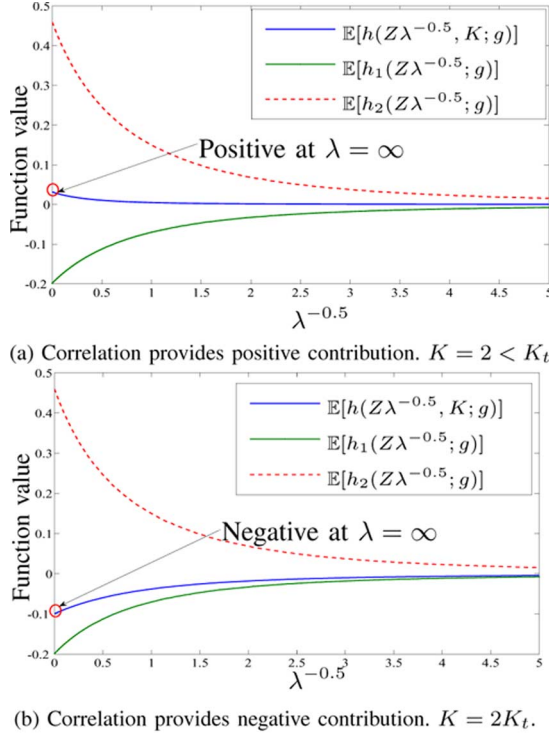 0.5
𝔼[h(Zλ^{-0.5}, K; g)]
0.4
𝔼[h_1(Zλ^{-0.5}; g)]
0.3
𝔼[h_2(Zλ^{-0.5}; g)]
Function value
0.2
0.1
Positive at λ = ∞
0
-0.1
-0.2
0 0.5 1 1.5 2 2.5 3 3.5 4 4.5 5
λ^{-0.5}
(a) Correlation provides positive contribution. K = 2 < K_t
0.5
𝔼[h(Zλ^{-0.5}, K; g)]
0.4
𝔼[h_1(Zλ^{-0.5}; g)]
0.3
𝔼[h_2(Zλ^{-0.5}; g)]
Function value
0.2
0.1
Negative at λ = ∞
0
-0.1
-0.2
0 0.5 1 1.5 2 2.5 3 3.5 4 4.5 5
λ^{-0.5}
(b) Correlation provides negative contribution. K = 2K_t.